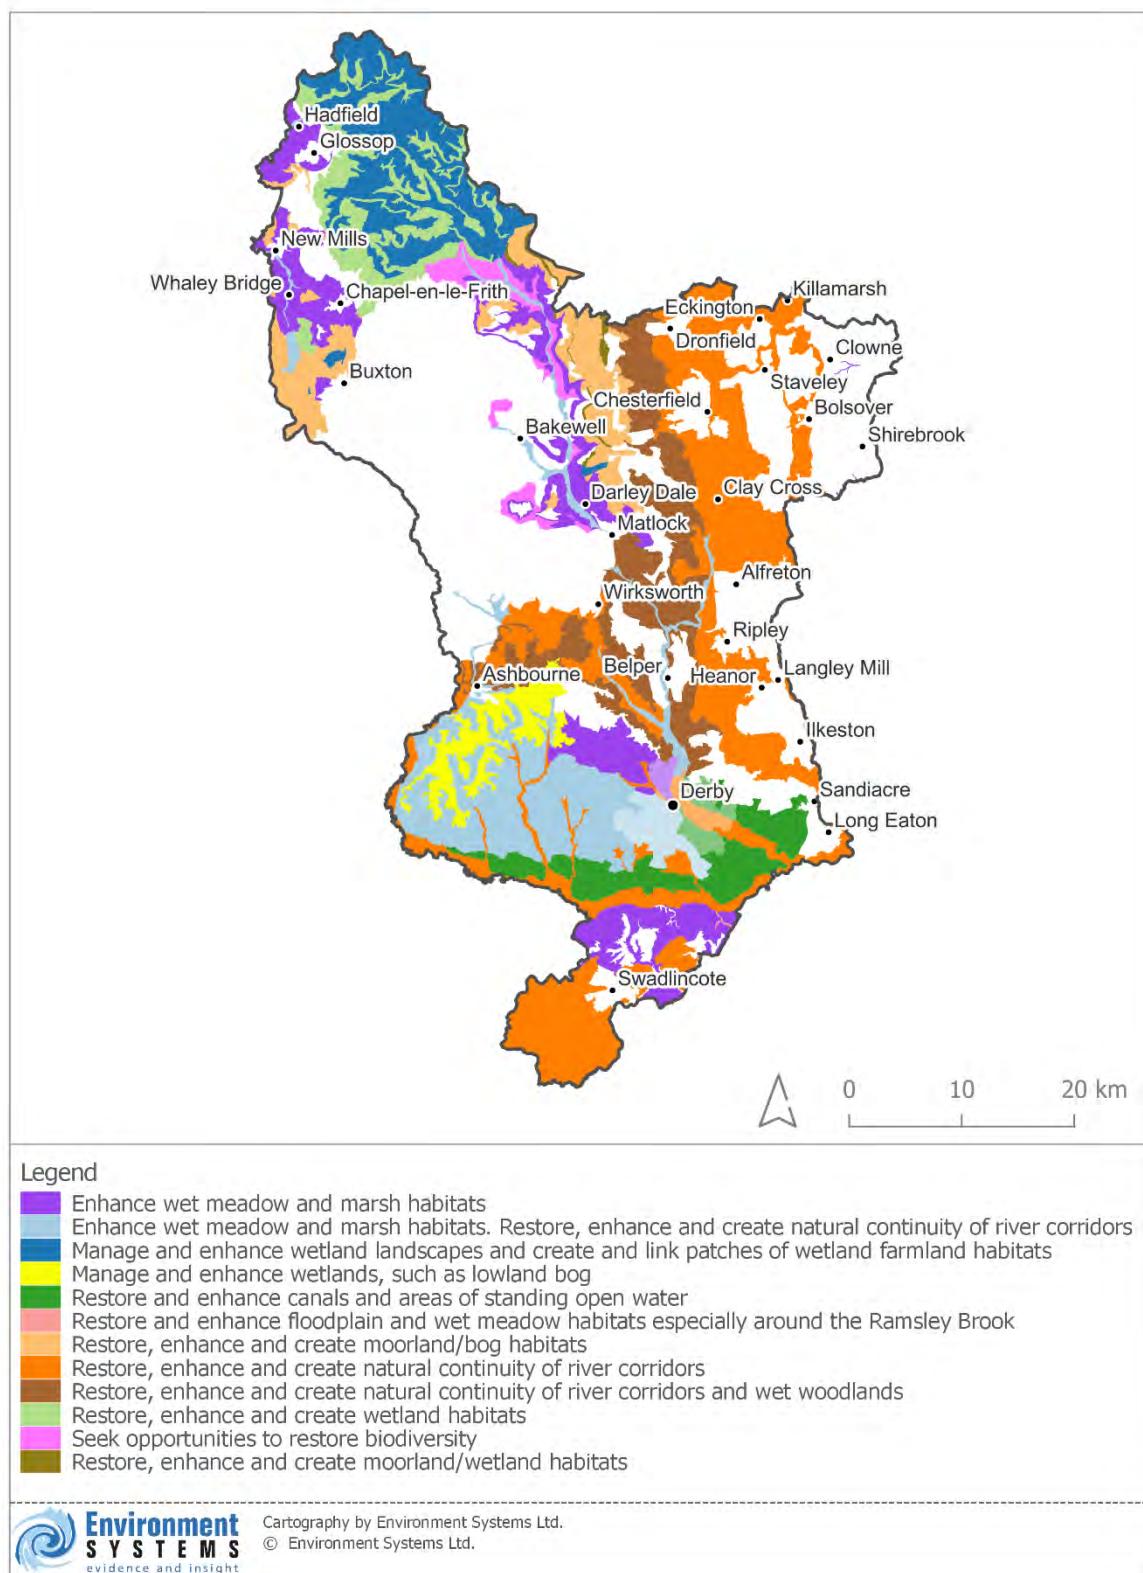 Hadfield
Glossop
New Mills
Whaley Bridge
Chapel-en-le-Frith
Killamarsh
Eckington
Dronfield
Clowne
Buxton
Staveley
Chesterfield
Bolsover
Bakewell
Shirebrook
Darley Dale
Clay Cross
Matlock
Alfreton
Wirksworth
Ripley
Belper
Langley Mill
Ashbourne
Heanor
Ilkeston
Derby
Sandiacre
Long Eaton
Swadlincote
0 10 20 km
Legend
Enhance wet meadow and marsh habitats
Enhance wet meadow and marsh habitats. Restore, enhance and create natural continuity of river corridors
Manage and enhance wetland landscapes and create and link patches of wetland farmland habitats
Manage and enhance wetlands, such as lowland bog
Restore and enhance canals and areas of standing open water
Restore and enhance floodplain and wet meadow habitats especially around the Ramsley Brook
Restore, enhance and create moorland/bog habitats
Restore, enhance and create natural continuity of river corridors
Restore, enhance and create natural continuity of river corridors and wet woodlands
Restore, enhance and create wetland habitats
Seek opportunities to restore biodiversity
Restore, enhance and create moorland/wetland habitats
Environment
SYSTEMS
evidence and insight
Cartography by Environment Systems Ltd.
© Environment Systems Ltd.